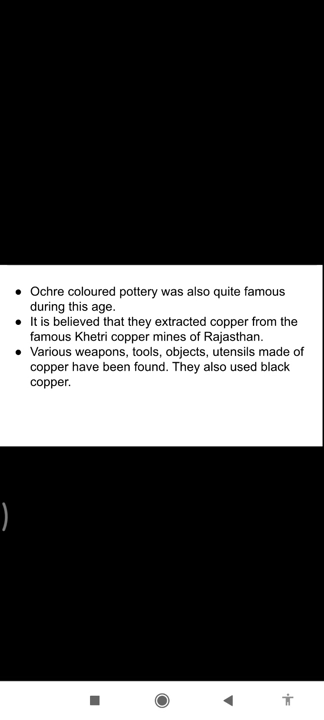 ● Ochre coloured pottery was also quite famous
during this age.
● It is believed that they extracted copper from the
famous Khetri copper mines of Rajasthan.
● Various weapons, tools, objects, utensils made of
copper have been found. They also used black
copper.